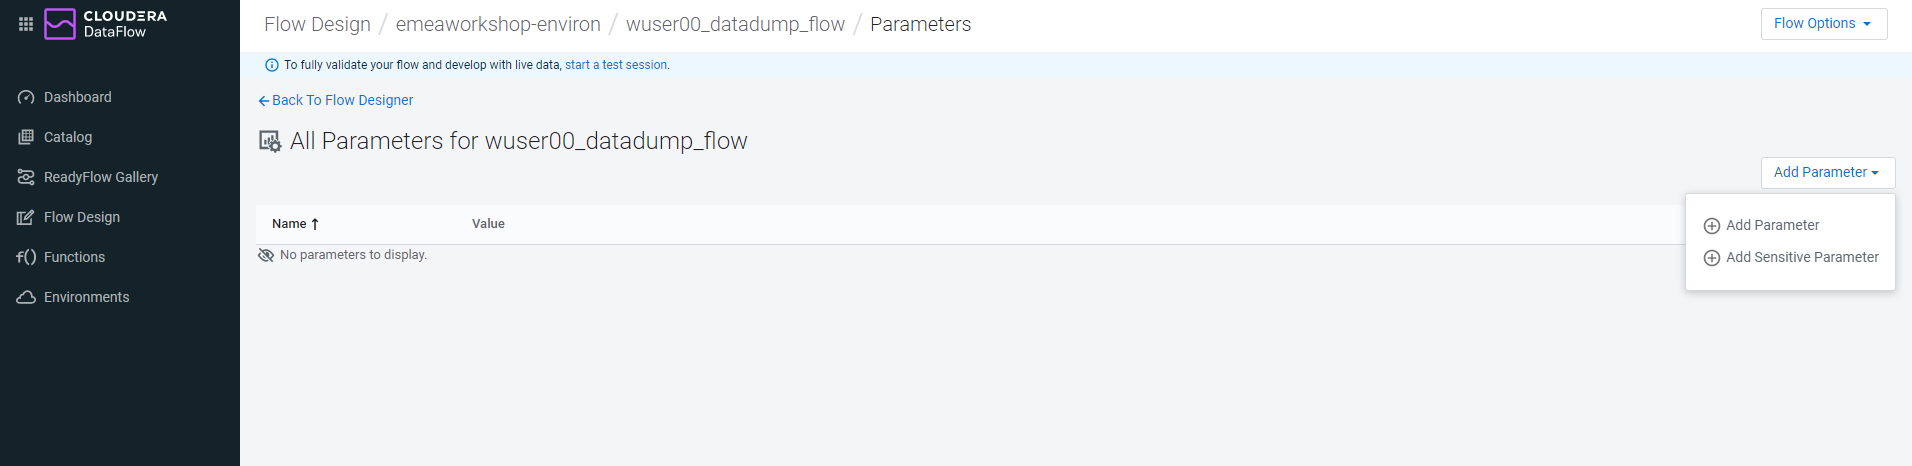 CLOUDERA
DataFlow
Dashboard
Catalog
ReadyFlow Gallery
Flow Design
f() Functions
Environments
Flow Design / emeaworkshop-environ / wuser00_datadump_flow / Parameters
Flow Options
To fully validate your flow and develop with live data, start a test session.
Back To Flow Designer
All Parameters for wuser00_datadump_flow
Add Parameter
Name Value
No parameters to display.
Add Parameter
Add Sensitive Parameter